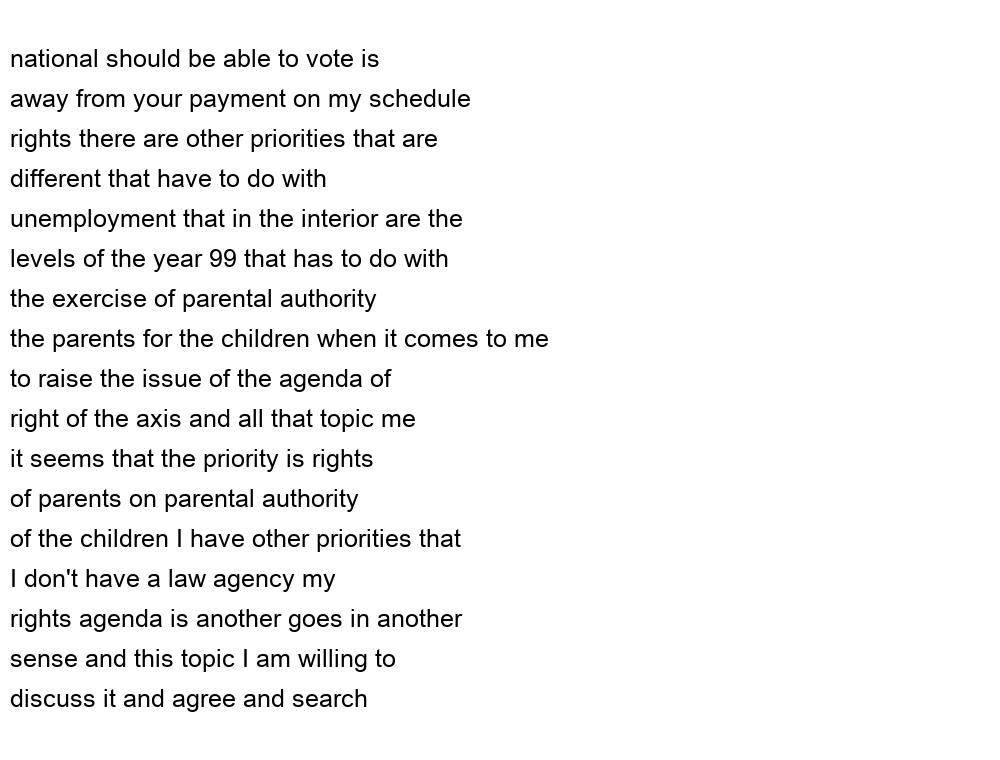 national should be able to vote is
away from your payment on my schedule
rights there are other priorities that are
different that have to do with
unemployment that in the interior are the
levels of the year 99 that has to do with
the exercise of parental authority
the parents for the children when it comes to me
to raise the issue of the agenda of
right of the axis and all that topic me
it seems that the priority is rights
of parents on parental authority
of the children I have other priorities that
I don't have a law agency my
rights agenda is another goes in another
sense and this topic I am willing to
discuss it and agree and search